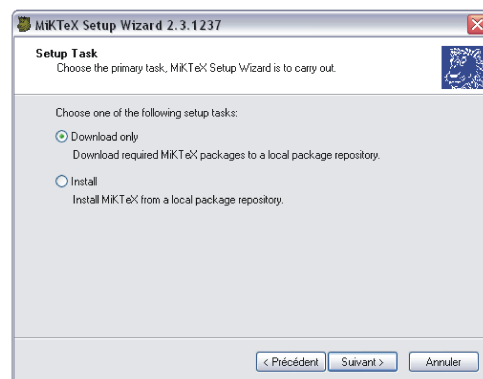 MiKTeX Setup Wizard 2.3.1237
Setup Task
Choose the primary task, MiKTeX Setup Wizard is to carry out.
Choose one of the following setup tasks:
Download only
Download required MiKTeX packages to a local package repository.
Install
Install MiKTeX from a local package repository.
< Précédent
Suivant >
Annuler